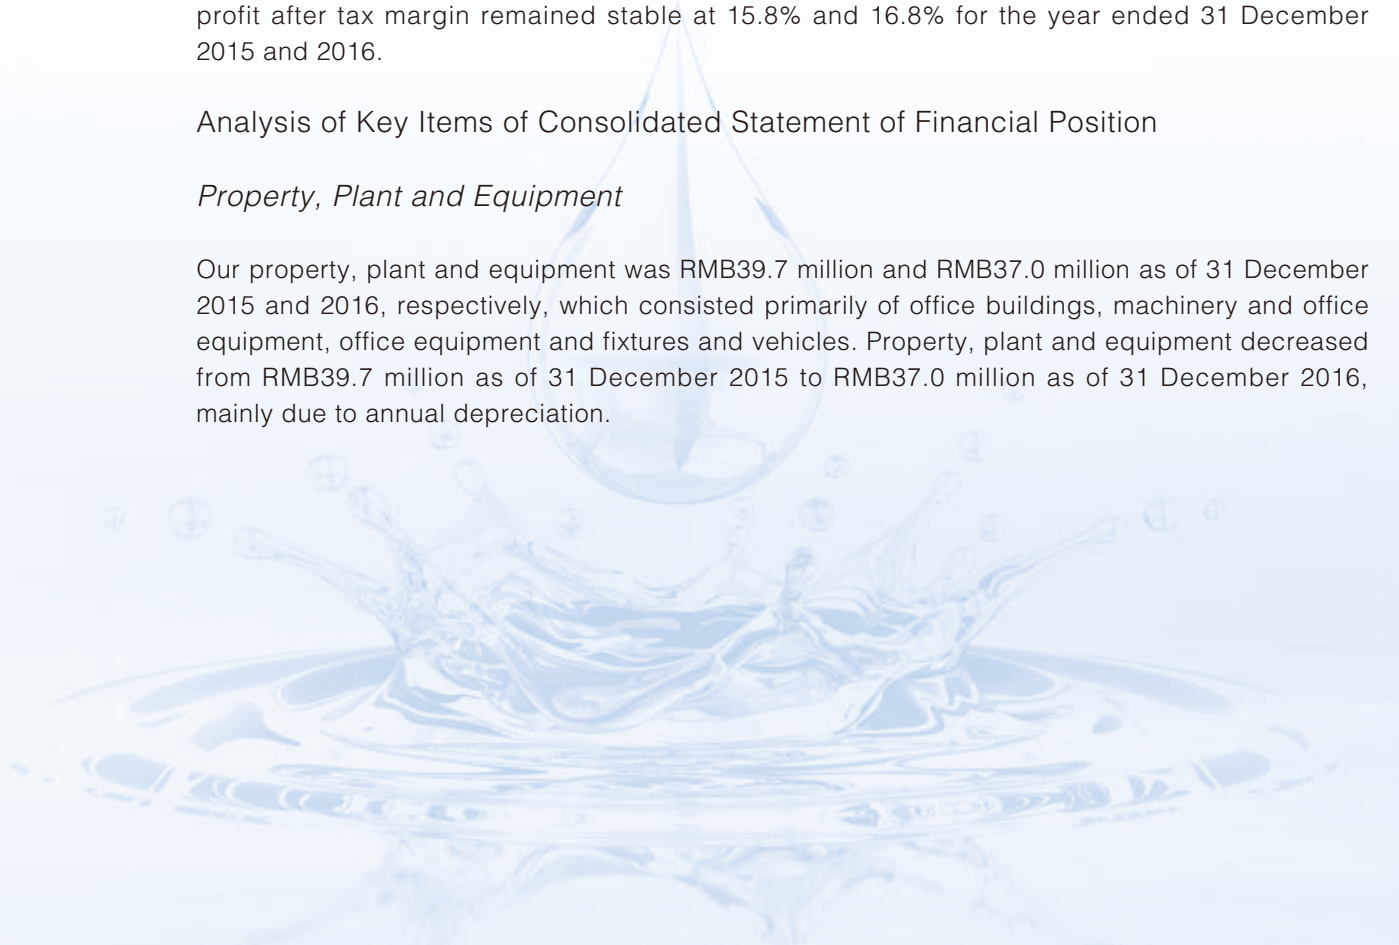 profit after tax margin remained stable at 15.8% and 16.8% for the year ended 31 December
2015 and 2016.
Analysis of Key Items of Consolidated Statement of Financial Position
Property, Plant and Equipment
Our property, plant and equipment was RMB39.7 million and RMB37.0 million as of 31 December
2015 and 2016, respectively, which consisted primarily of office buildings, machinery and office
equipment, office equipment and fixtures and vehicles. Property, plant and equipment decreased
from RMB39.7 million as of 31 December 2015 to RMB37.0 million as of 31 December 2016,
mainly due to annual depreciation.